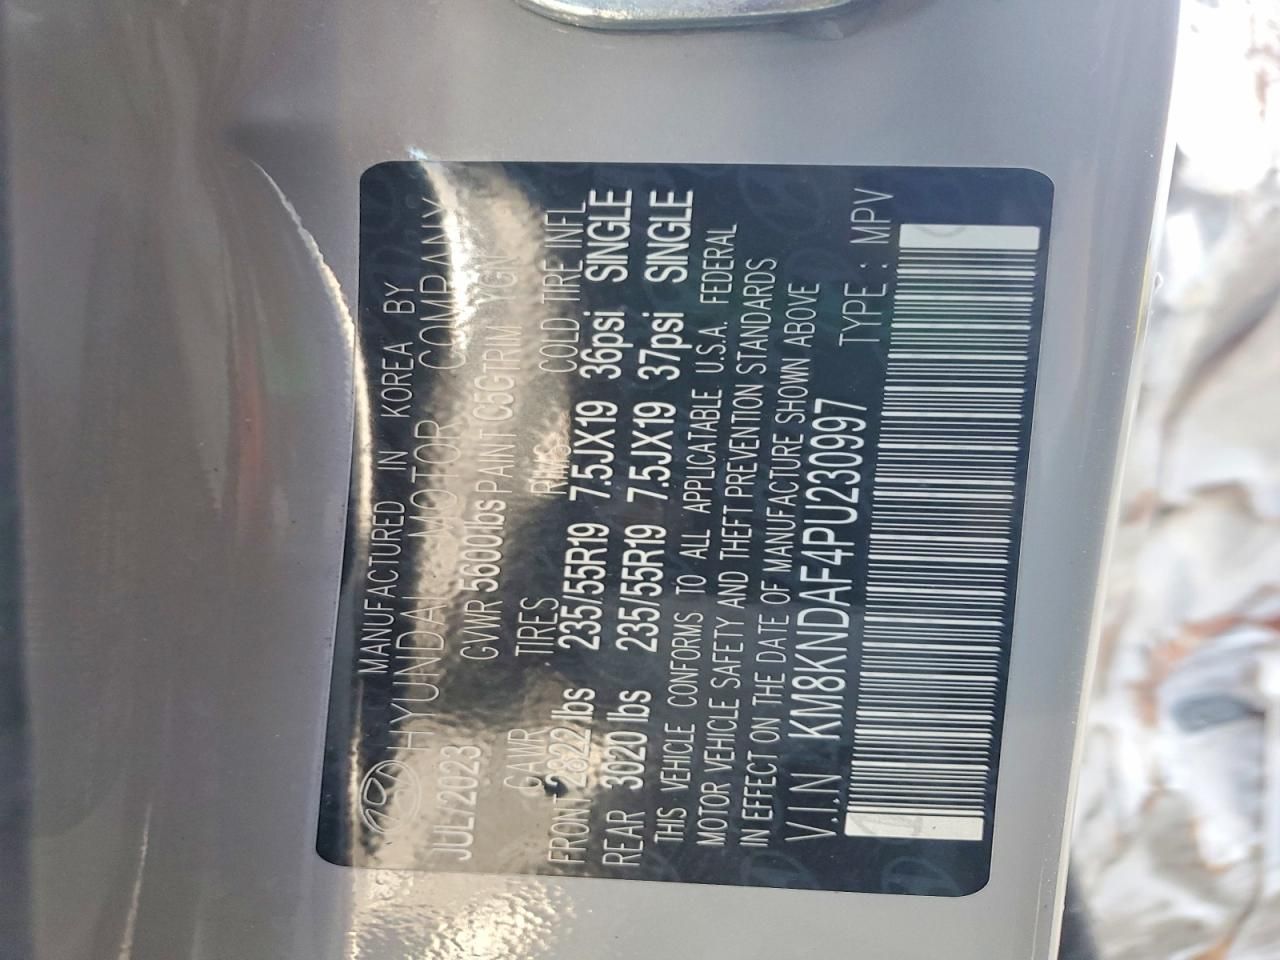 MANUFACTURED IN KOREA BY
HYUNDAI MOTOR COMPANY
JUL/2023 GVWR 5600lbs PAINT C5G TRIM YGN
GAWR TIRES RIMS COLD TIRE INFL
FRONT 2822 lbs 235/55R19 7.5JX19 36psi SINGLE
REAR 3020 lbs 235/55R19 7.5JX19 37psi SINGLE
THIS VEHICLE CONFORMS TO ALL APPLICABLE U.S.A. FEDERAL
MOTOR VEHICLE SAFETY AND THEFT PREVENTION STANDARDS
IN EFFECT ON THE DATE OF MANUFACTURE SHOWN ABOVE
V.I.N KM8KNDAF4PU230997 TYPE : MPV